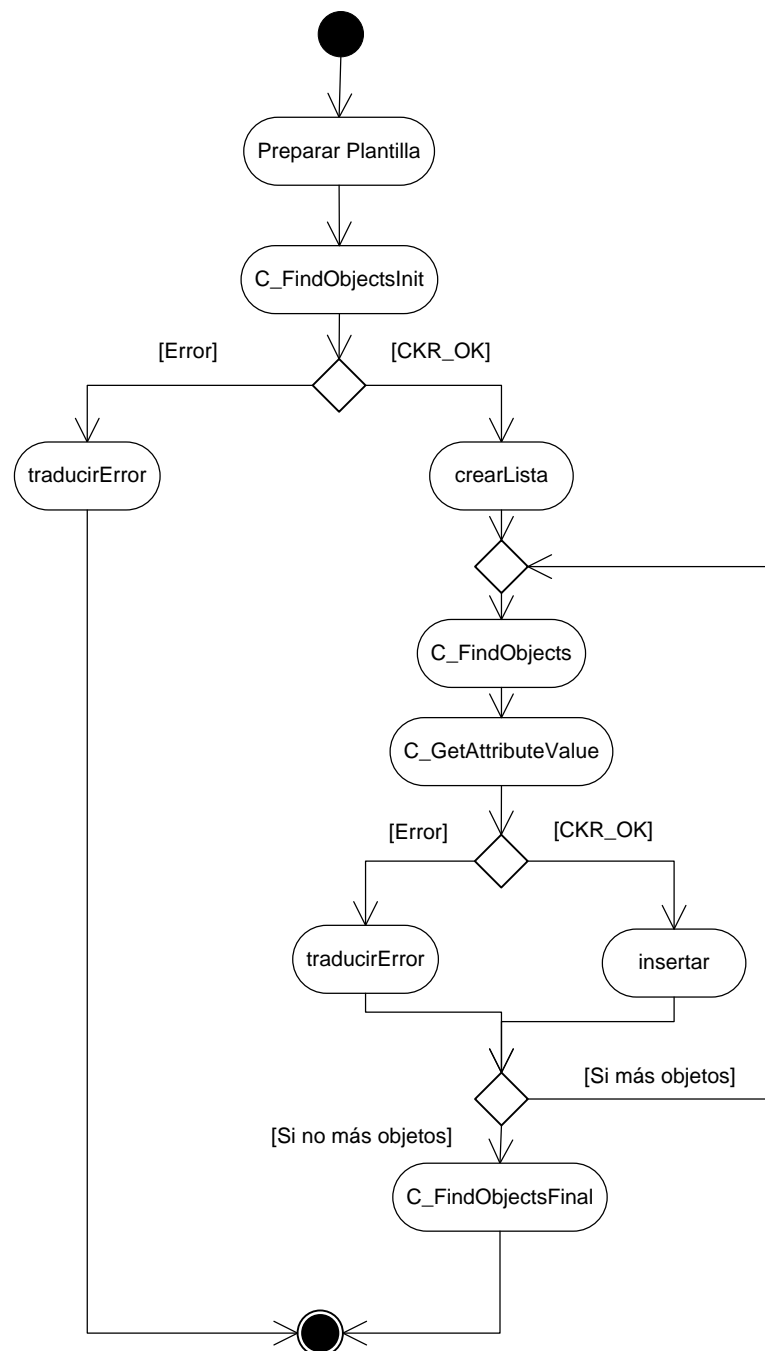 Preparar Plantilla
C_FindObjectsInit
[Error]
[CKR_OK]
traducirError
crearLista
C_FindObjects
C_GetAttributeValue
[Error]
[CKR_OK]
traducirError
insertar
[Si más objetos]
[Si no más objetos]
C_FindObjectsFinal